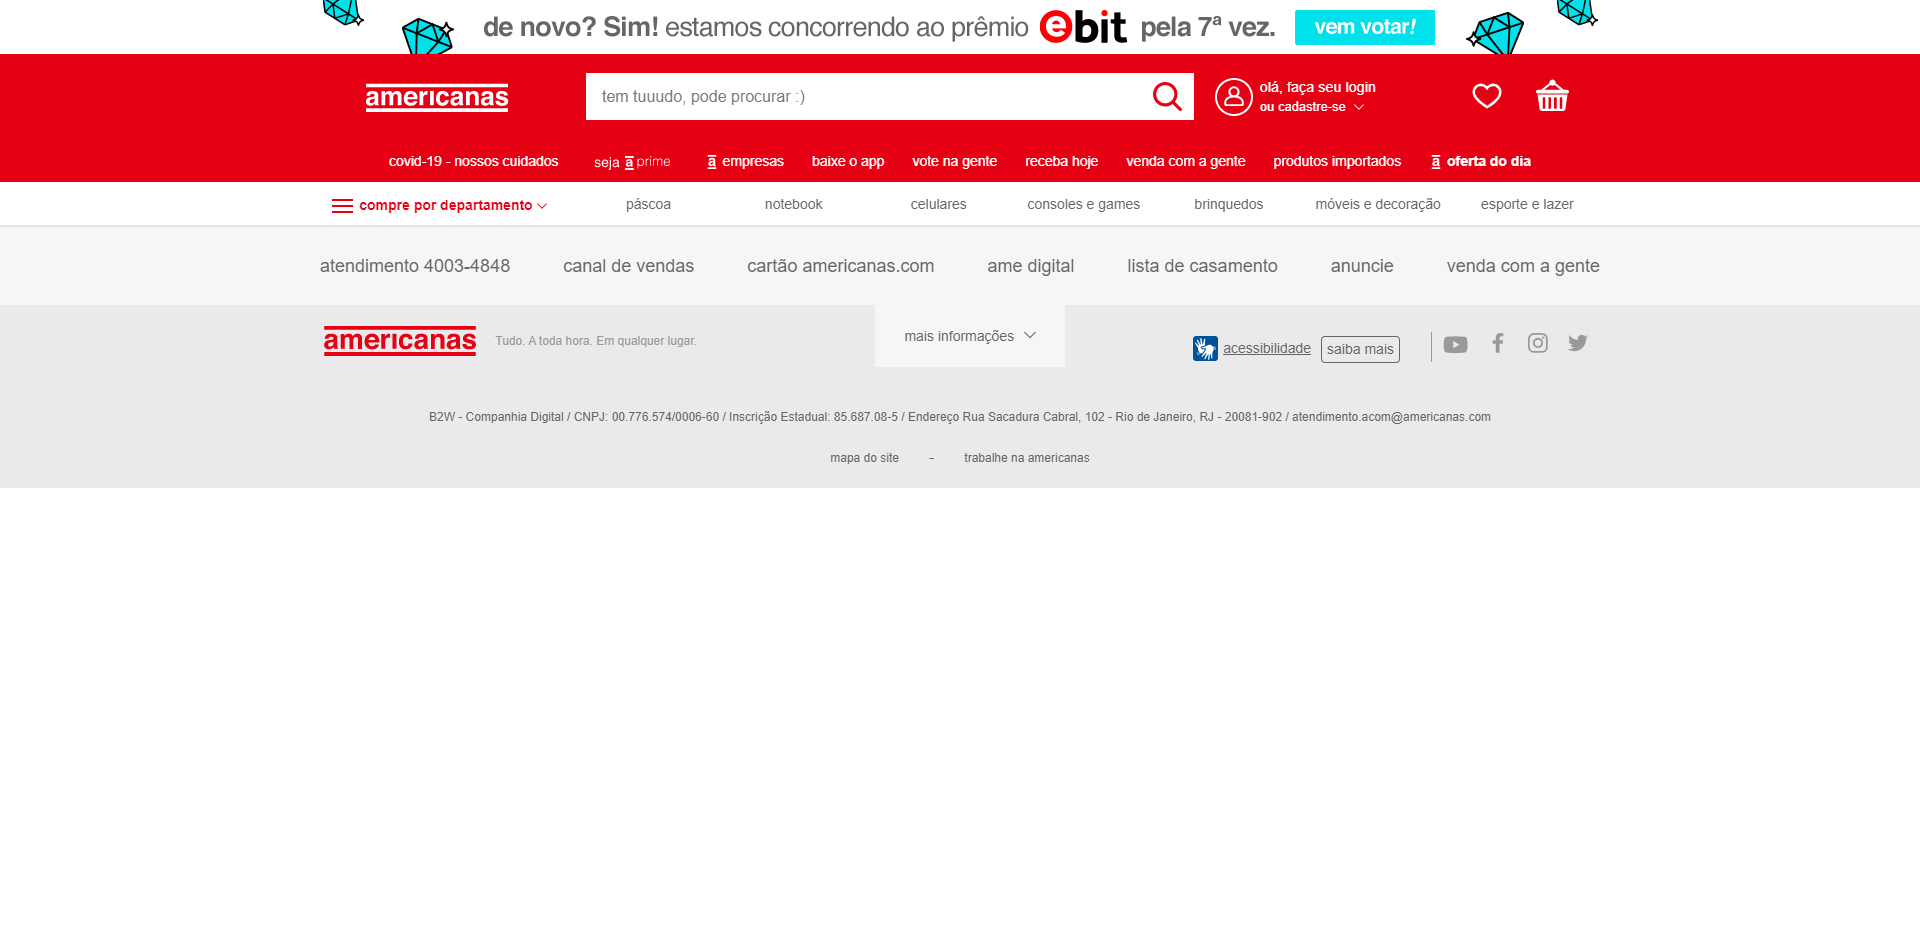 de novo? Sim! estamos concorrendo ao prêmio ebit pela 7ª vez. vem votar!
americanas
tem tuuudo, pode procurar :)
olá, faça seu login
ou cadastre-se
covid-19 - nossos cuidados
seja a prime
a empresas
baixe o app
vote na gente
receba hoje
venda com a gente
produtos importados
a oferta do dia
compre por departamento
páscoa
notebook
celulares
consoles e games
brinquedos
móveis e decoração
esporte e lazer
atendimento 4003-4848
canal de vendas
cartão americanas.com
ame digital
lista de casamento
anuncie
venda com a gente
americanas
Tudo. A toda hora. Em qualquer lugar.
mais informações
acessibilidade
saiba mais
B2W - Companhia Digital / CNPJ: 00.776.574/0006-60 / Inscrição Estadual: 85.687.08-5 / Endereço Rua Sacadura Cabral, 102 - Rio de Janeiro, RJ - 20081-902 / atendimento.acom@americanas.com
mapa do site - trabalhe na americanas